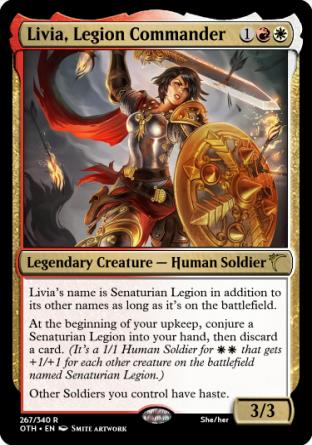 Livia, Legion Commander 1
Legendary Creature — Human Soldier
Livia's name is Senaturian Legion in addition to
its other names as long as it's on the battlefield.
At the beginning of your upkeep, conjure a
Senaturian Legion into your hand, then discard
a card. (It's a 1/1 Human Soldier for that gets
+1/+1 for each other creature on the battlefield
named Senaturian Legion.)
Other Soldiers you control have haste.
3/3
267/340 R
She/her
OTH • EN SMITE ARTWORK